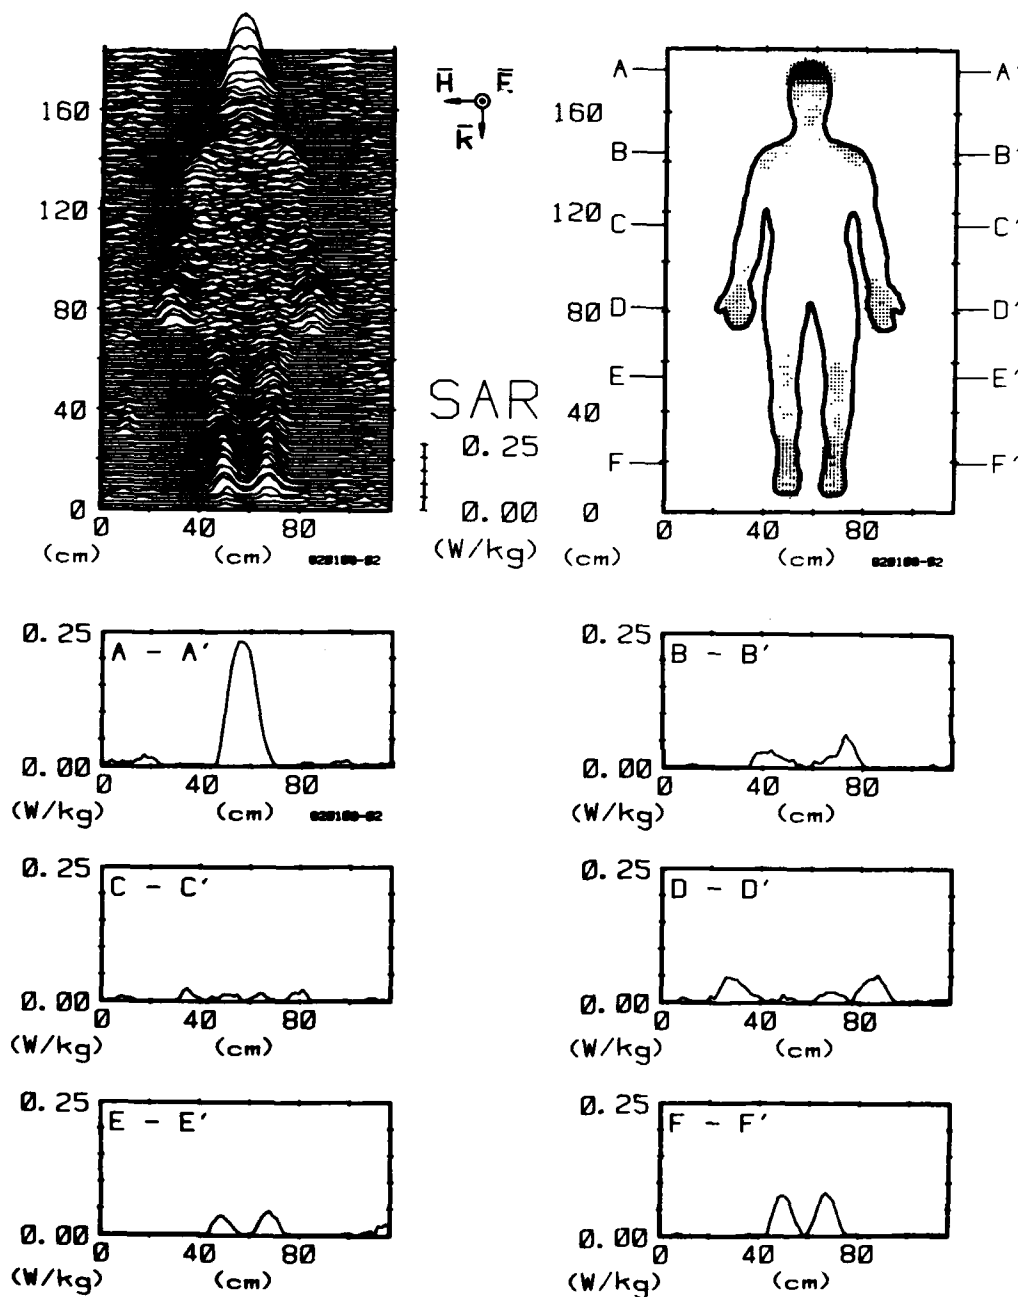 160
120
80
40
0
0 40 80
(cm) (cm) 820108-02
H̄ Ē
k̄
SAR
0.25
0.00
(W/kg)
A A'
160
B B'
120
C C'
80 D D'
E E'
40
F F'
0
40 80
(cm) (cm)
0.25
A - A'
0.00
0 40 80
(W/kg) (cm)
0.25
B - B'
0.00
0 40 80
(W/kg) (cm)
0.25
C - C'
0.00
0 40 80
(W/kg) (cm)
0.25
D - D'
0.00
0 40 80
(W/kg) (cm)
0.25
E - E'
0.00
0 40 80
(W/kg) (cm)
0.25
F - F'
0.00
0 40 80
(W/kg) (cm)